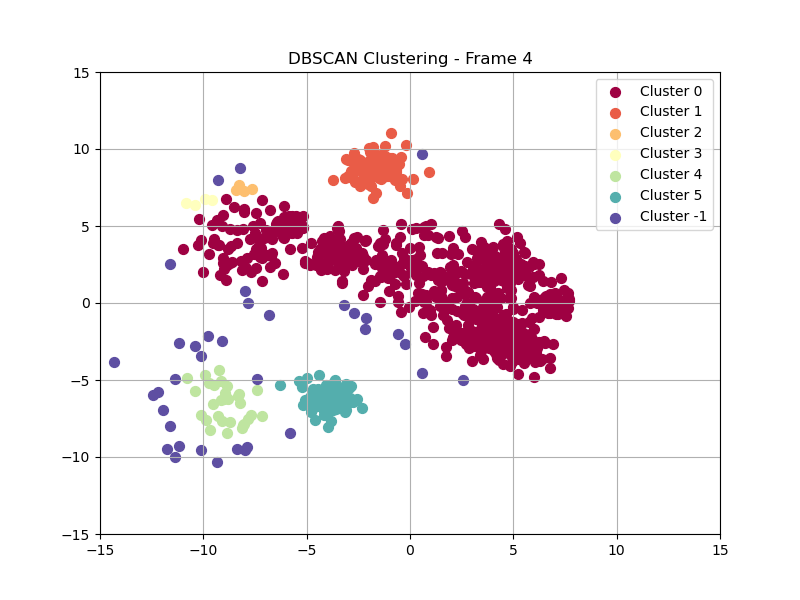 DBSCAN Clustering - Frame 4
15
10
5
0
−5
−10
−15
−15
−10
−5
0
5
10
15
Cluster 0
Cluster 1
Cluster 2
Cluster 3
Cluster 4
Cluster 5
Cluster -1